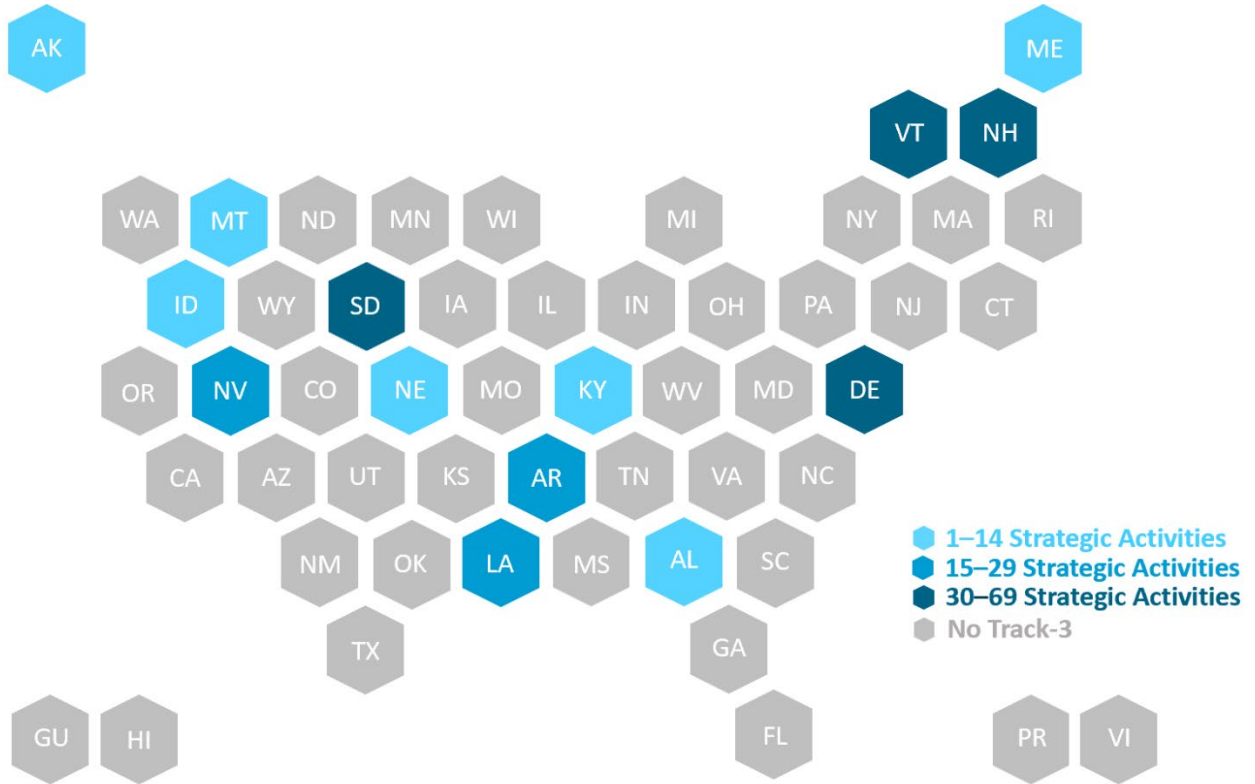 AK ME
VT NH
WA MT ND MN WI MI NY MA RI
ID WY SD IA IL IN OH PA NJ CT
OR NV CO NE MO KY WV MD DE
CA AZ UT KS AR TN VA NC
NM OK LA MS AL SC
TX GA
GU HI FL PR VI
1–14 Strategic Activities
15–29 Strategic Activities
30–69 Strategic Activities
No Track-3